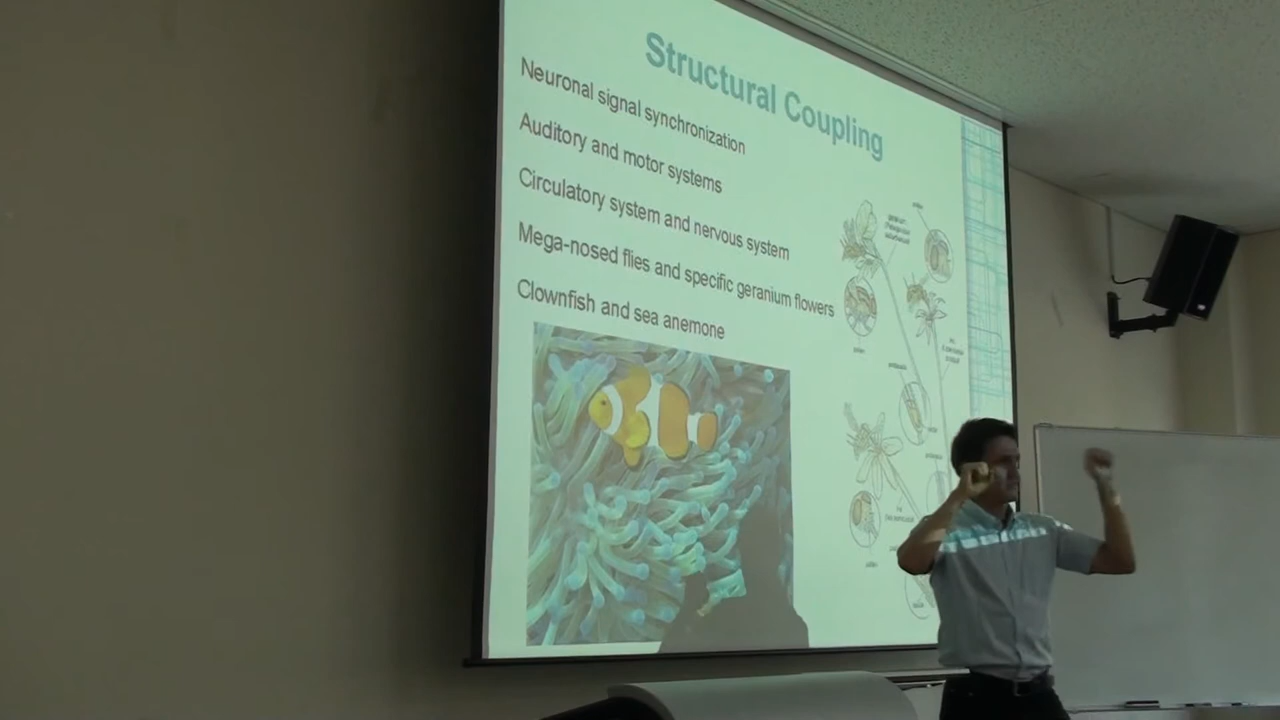 Structural Coupling
Neuronal signal synchronization
Auditory and motor systems
Circulatory system and nervous system
Mega-nosed flies and specific geranium flowers
Clownfish and sea anemone